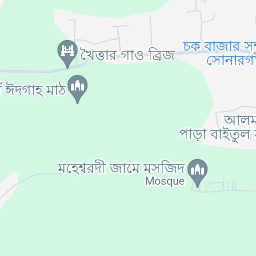 খৈত্তার গাও ব্রিজ
চক বাজার
সোনারগ
ঈদগাহ মাঠ
আলম
পাড়া বাইতুল
মহেশ্বরদী জামে মসজিদ
Mosque